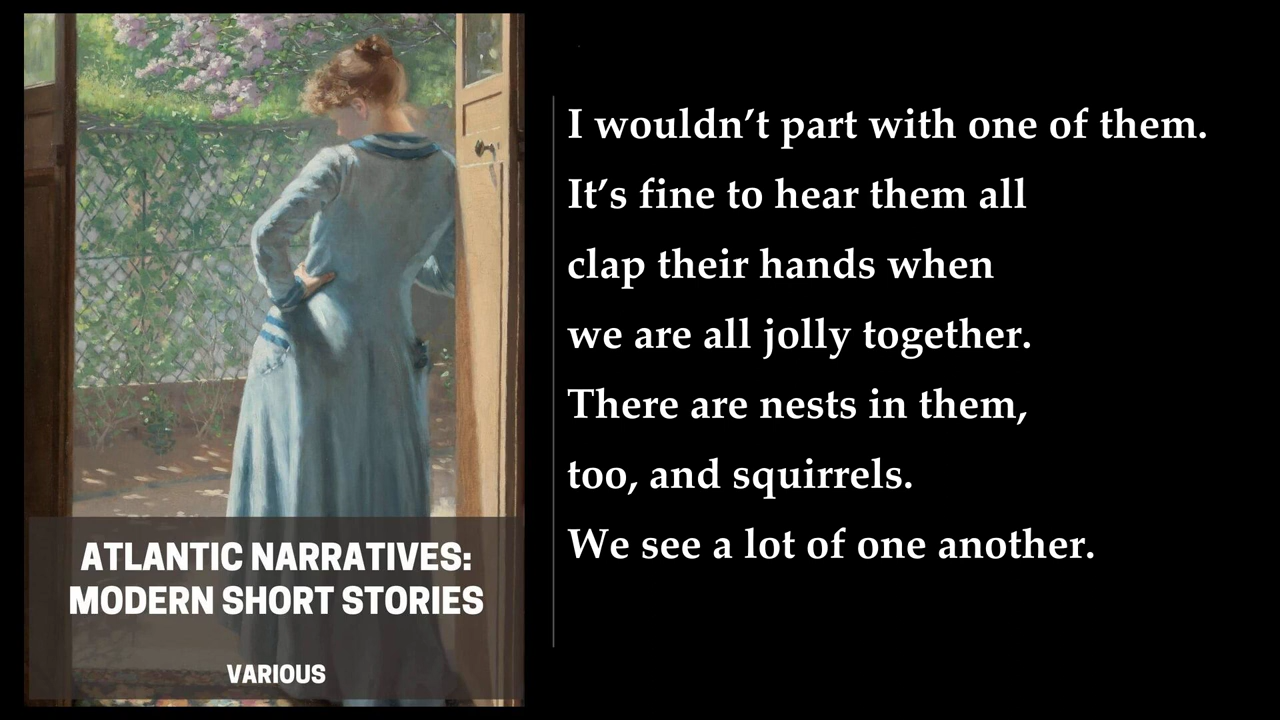 ATLANTIC NARRATIVES:
MODERN SHORT STORIES
VARIOUS
I wouldn’t part with one of them.
It’s fine to hear them all
clap their hands when
we are all jolly together.
There are nests in them,
too, and squirrels.
We see a lot of one another.